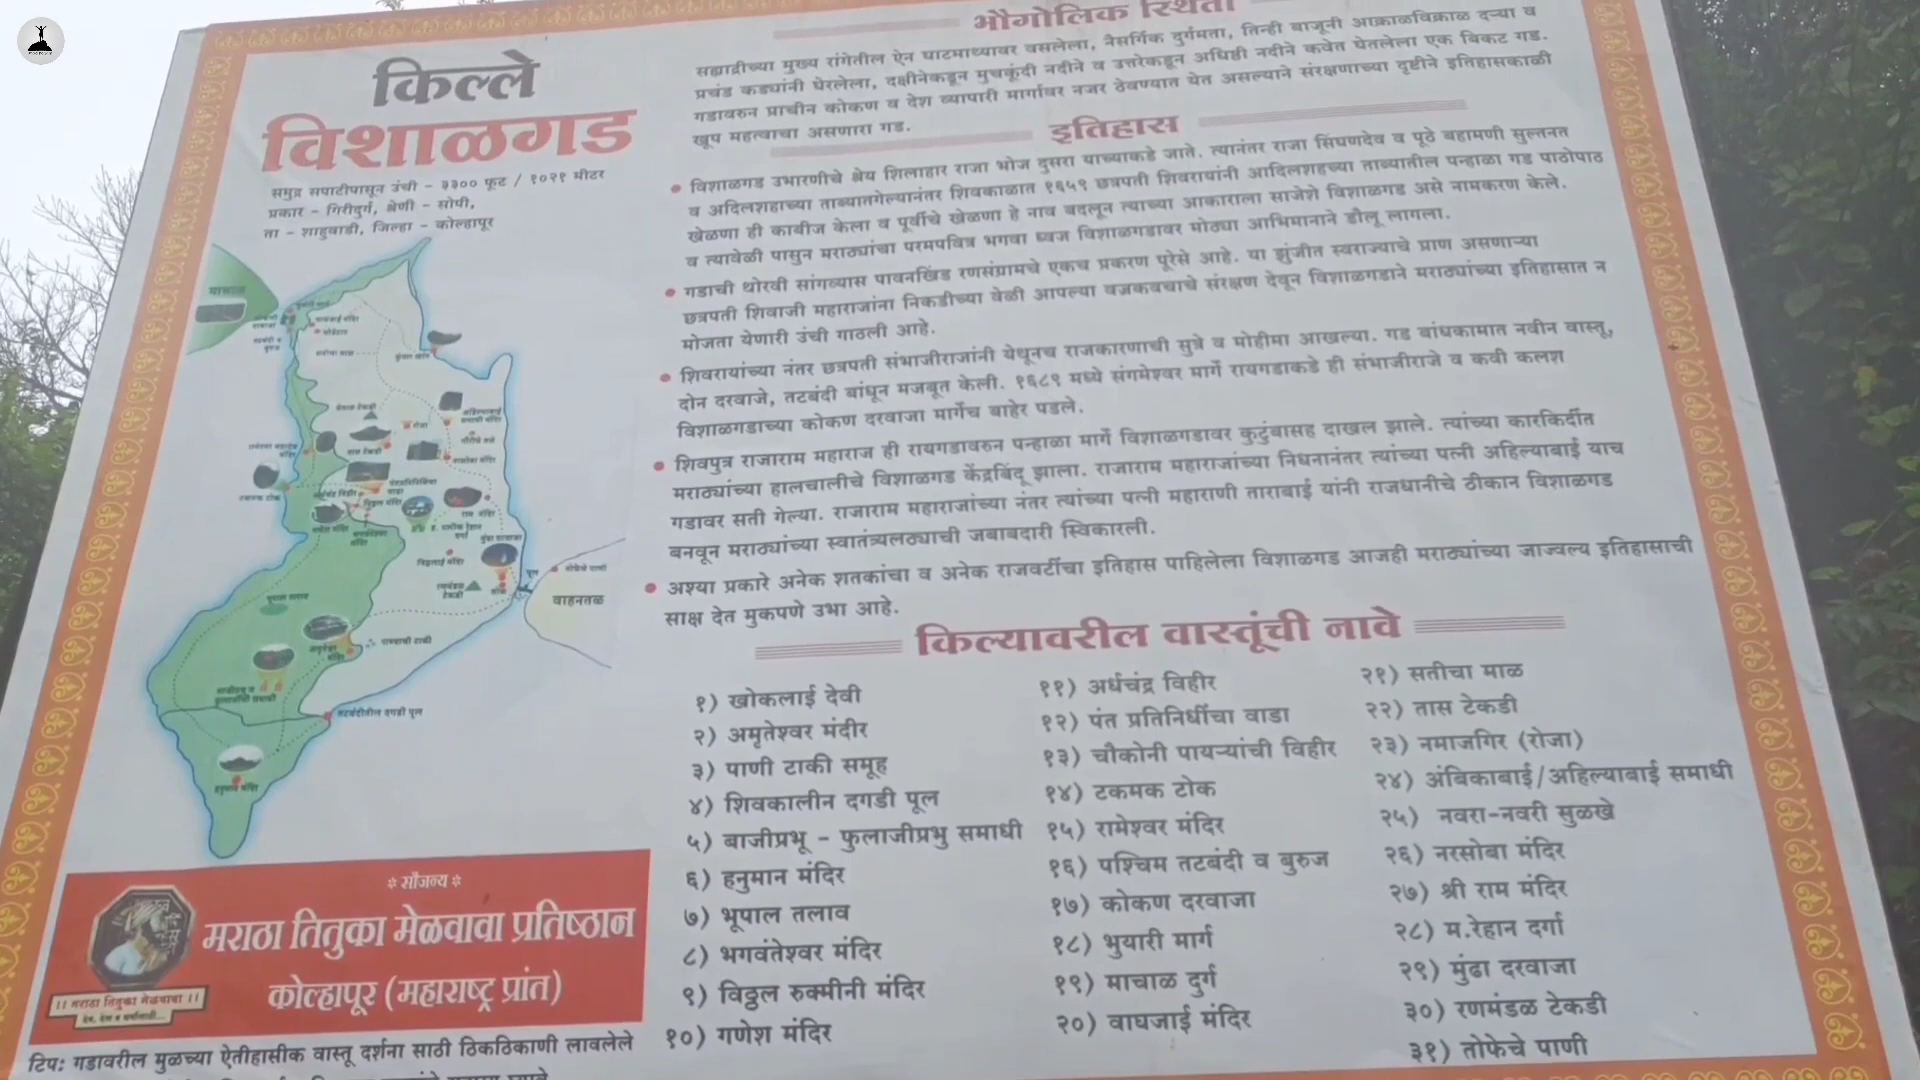 किल्ले
विशाळगड
समुद्र सपाटीपासून उंची - ३३०० फूट / १०२१ मीटर
प्रकार - गिरीदुर्ग, श्रेणी - सोपी,
ता - शाहुवाडी, जिल्हा - कोल्हापूर
माचाळ
वाहनतळ
पाण्याची टाकी
तटबंदीतील दगडी पूल
हनुमान मंदिर
भौगोलिक स्थिती
सह्याद्रीच्या मुख्य रांगेतील ऐन घाटमाथ्यावर वसलेला, नैसर्गिक दुर्गमता, तिन्ही बाजूनी आक्राळविक्राळ दऱ्या व
प्रचंड कड्यांनी घेरलेला, दक्षीनेकडून मुचकूंदी नदीने व उत्तरेकडून अधिष्ठी नदीने कवेत घेतलेला एक बिकट गड.
गडावरुन प्राचीन कोकण व देश व्यापारी मार्गावर नजर ठेवण्यात येत असल्याने संरक्षणाच्या दृष्टीने इतिहासकाळी
खूप महत्वाचा असणारा गड.
इतिहास
विशाळगड उभारणीचे श्रेय शिलाहार राजा भोज दुसरा याच्याकडे जाते. त्यानंतर राजा सिंघणदेव व पूढे बहामणी सुल्तनत
व अदिलशहाच्या ताब्यातगेल्यानंतर शिवकाळात १६५९ छत्रपती शिवरायांनी आदिलशहच्या ताब्यातील पन्हाळा गड पाठोपाठ
खेळणा ही काबीज केला व पूर्वीचे खेळणा हे नाव बदलून त्याच्या आकाराला साजेशे विशाळगड असे नामकरण केले.
व त्यावेळी पासुन मराठ्यांचा परमपवित्र भगवा ध्वज विशाळगडावर मोठ्या आभिमानाने डौलू लागला.
गडाची थोरवी सांगव्यास पावनखिंड रणसंग्रामचे एकच प्रकरण पूरेसे आहे. या झुंजीत स्वराज्याचे प्राण असणाऱ्या
छत्रपती शिवाजी महाराजांना निकडीच्या वेळी आपल्या वज्रकवचाचे संरक्षण देवून विशाळगडाने मराठ्यांच्या इतिहासात न
मोजता येणारी उंची गाठली आहे.
शिवरायांच्या नंतर छत्रपती संभाजीराजांनी येथूनच राजकारणाची सुत्रे व मोहीमा आखल्या. गड बांधकामात नवीन वास्तू,
दोन दरवाजे, तटबंदी बांधून मजबूत केली. १६८९ मध्ये संगमेश्वर मार्गे रायगडाकडे ही संभाजीराजे व कवी कलश
विशाळगडाच्या कोकण दरवाजा मार्गेच बाहेर पडले.
शिवपुत्र राजाराम महाराज ही रायगडावरुन पन्हाळा मार्गे विशाळगडावर कुटुंबासह दाखल झाले. त्यांच्या कारकिर्दीत
मराठ्यांच्या हालचालीचे विशाळगड केंद्रबिंदू झाला. राजाराम महाराजांच्या निधनानंतर त्यांच्या पत्नी अहिल्याबाई याच
गडावर सती गेल्या. राजाराम महाराजांच्या नंतर त्यांच्या पत्नी महाराणी ताराबाई यांनी राजधानीचे ठीकान विशाळगड
बनवून मराठ्यांच्या स्वातंत्र्यलढ्याची जबाबदारी स्विकारली.
अश्या प्रकारे अनेक शतकांचा व अनेक राजवटींचा इतिहास पाहिलेला विशाळगड आजही मराठ्यांच्या जाज्वल्य इतिहासाची
साक्ष देत मुकपणे उभा आहे.
किल्यावरील वास्तूंची नावे
१) खोकलाई देवी
२) अमृतेश्वर मंदीर
३) पाणी टाकी समूह
४) शिवकालीन दगडी पूल
५) बाजीप्रभू - फुलाजीप्रभु समाधी
६) हनुमान मंदिर
७) भूपाल तलाव
८) भगवंतेश्वर मंदिर
९) विठ्ठल रुक्मीनी मंदिर
१०) गणेश मंदिर
११) अर्धचंद्र विहीर
१२) पंत प्रतिनिधींचा वाडा
१३) चौकोनी पायऱ्यांची विहीर
१४) टकमक टोक
१५) रामेश्वर मंदिर
१६) पश्चिम तटबंदी व बुरुज
१७) कोकण दरवाजा
१८) भुयारी मार्ग
१९) माचाळ दुर्ग
२०) वाघजाई मंदिर
२१) सतीचा माळ
२२) तास टेकडी
२३) नमाजगिर (रोजा)
२४) अंबिकाबाई/अहिल्याबाई समाधी
२५) नवरा-नवरी सुळखे
२६) नरसोबा मंदिर
२७) श्री राम मंदिर
२८) म.रेहान दर्गा
२९) मुंढा दरवाजा
३०) रणमंडळ टेकडी
३१) तोफेचे पाणी
सौजन्य
मराठा तितुका मेळवावा प्रतिष्ठान
कोल्हापूर (महाराष्ट्र प्रांत)
।। मराठा तितुका मेळवावा ।।
टिप: गडावरील मुळच्या ऐतीहासीक वास्तू दर्शना साठी ठिकठिकाणी लावलेले